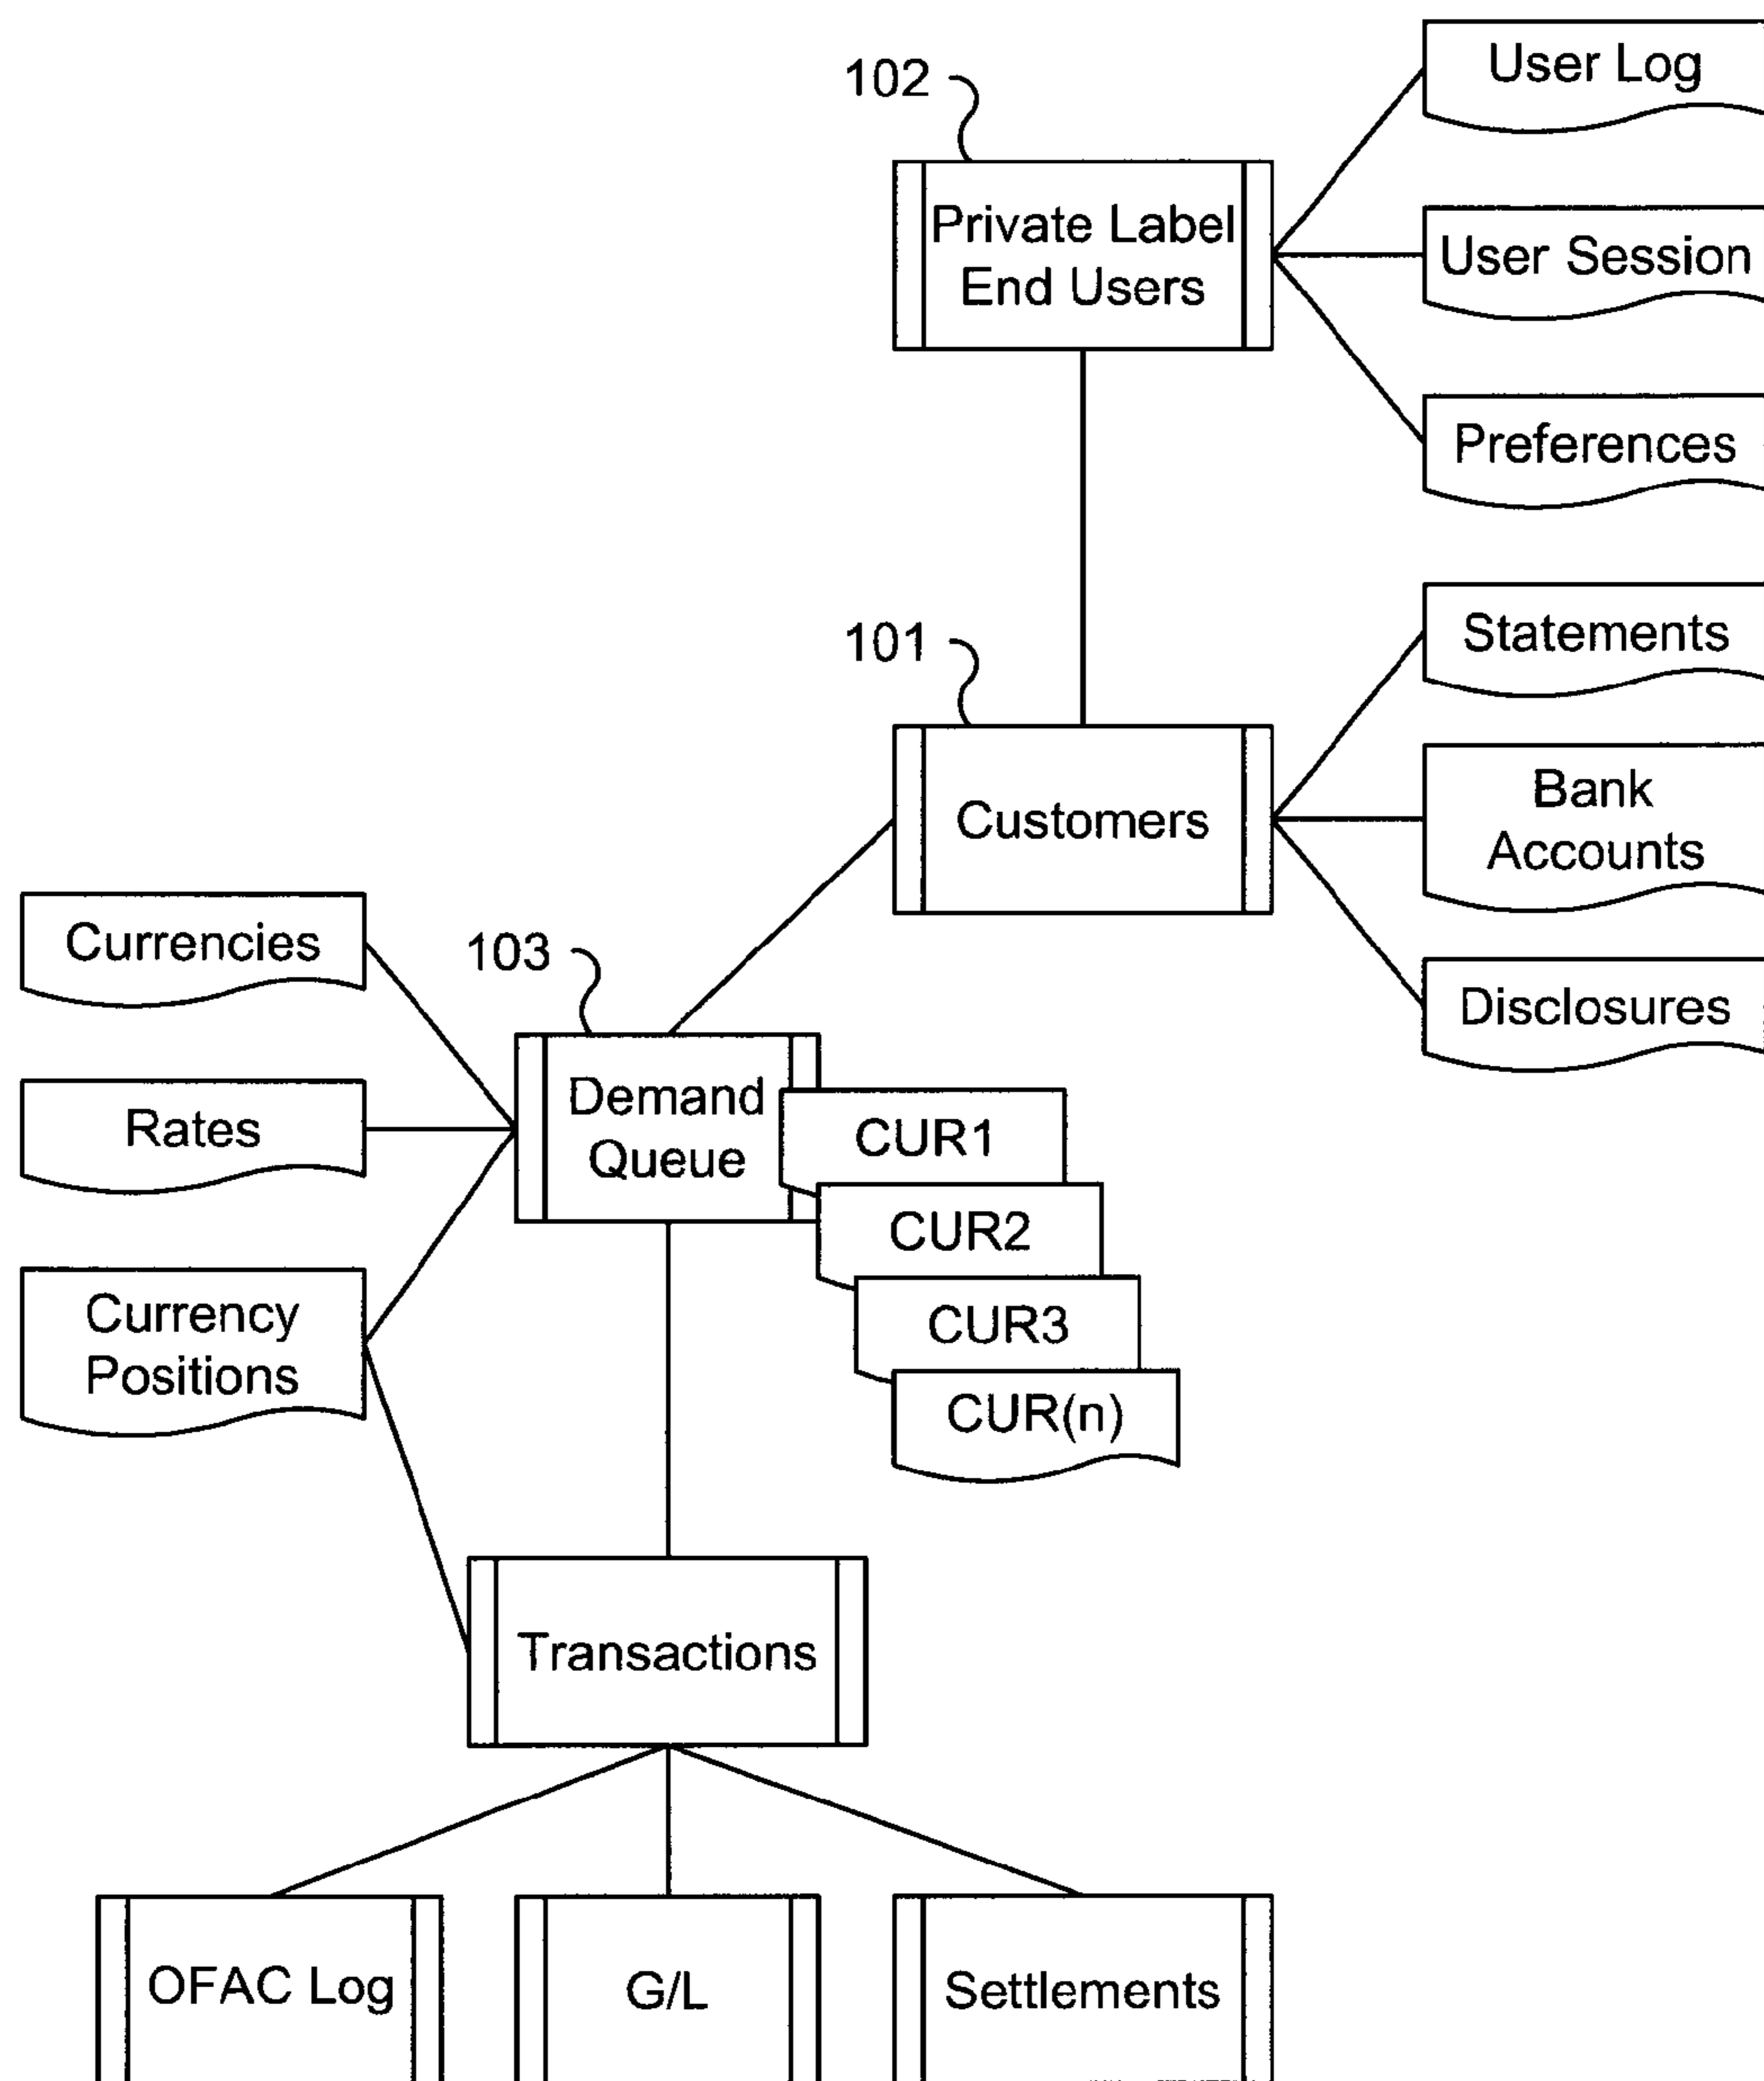 102
User Log
Private Label
End Users
User Session
Preferences
101
Statements
Customers
Bank
Accounts
Currencies
103
Disclosures
Rates
Demand
Queue
CUR1
CUR2
Currency
Positions
CUR3
CUR(n)
Transactions
OFAC Log
G/L
Settlements